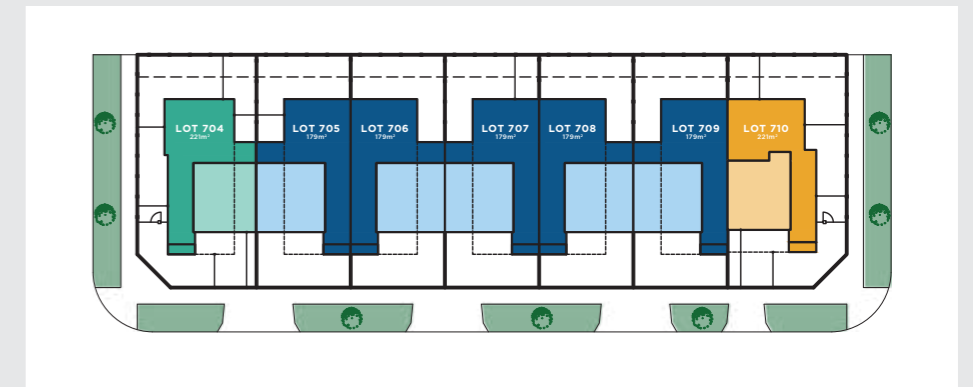 LOT 704
221m²
LOT 705
179m²
LOT 706
179m²
LOT 707
179m²
LOT 708
179m²
LOT 709
179m²
LOT 710
221m²